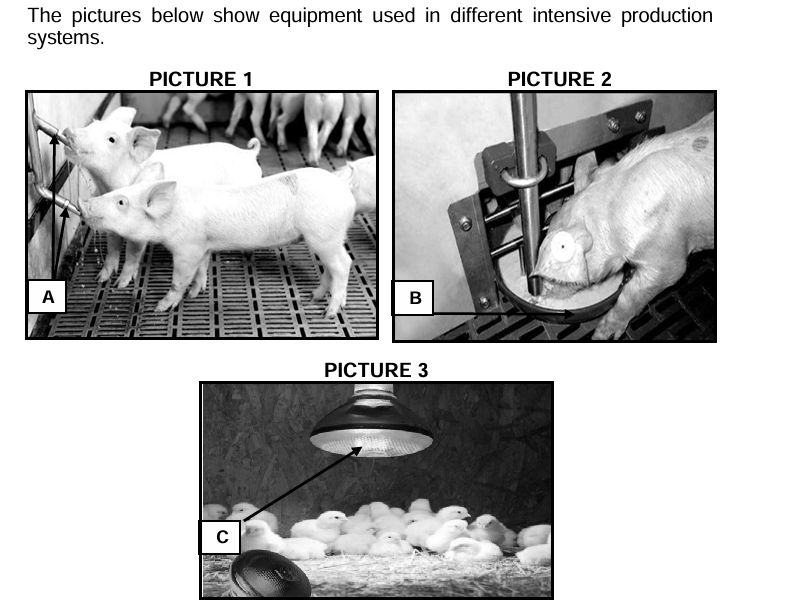 The pictures below show equipment used in different intensive production
systems.
PICTURE 1
PICTURE 2
A
B
PICTURE 3
C